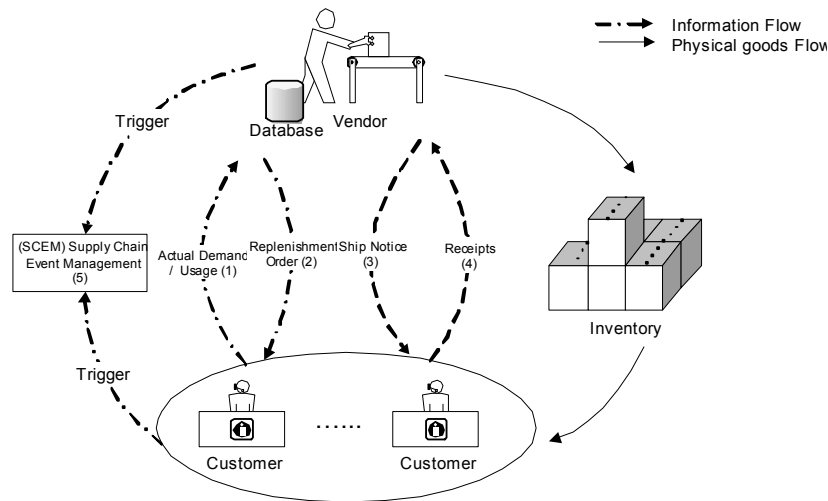 Information Flow
Physical goods Flow
Trigger
Database
Vendor
(SCEM) Supply Chain
Event Management
(5)
Actual Demand
/ Usage (1)
Replenishment
Order (2)
Ship Notice
(3)
Receipts
(4)
Inventory
Trigger
......
Customer
Customer